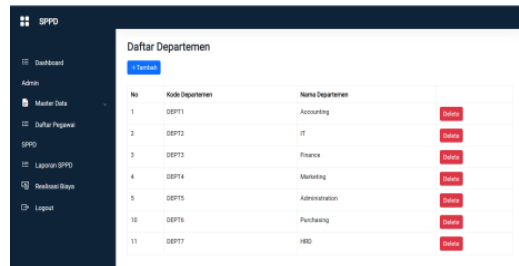 SPPD
Dashboard
Admin
Master Data
Daftar Pegawai
SPPD
Laporan SPPD
Realisasi Biaya
Logout
Daftar Departemen
+Tambah
No Kode Departemen Nama Departemen
1 DEPT1 Accounting Delete
2 DEPT2 IT Delete
3 DEPT3 Finance Delete
4 DEPT4 Marketing Delete
5 DEPT5 Administration Delete
10 DEPT6 Purchasing Delete
11 DEPT7 HRD Delete